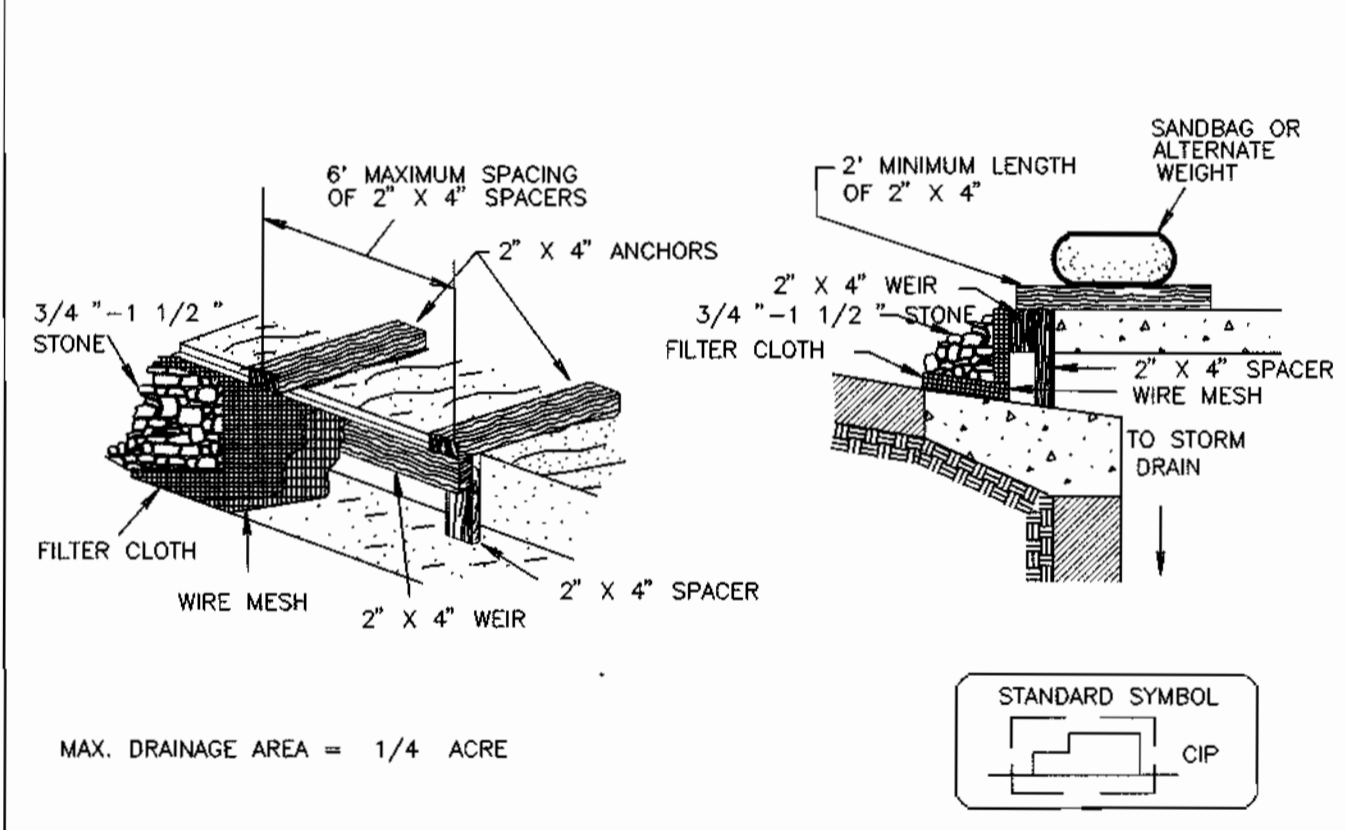 6' MAXIMUM SPACING
OF 2" X 4" SPACERS
2" X 4" ANCHORS
3/4 "-1 1/2 "
STONE
FILTER CLOTH
WIRE MESH
2" X 4" WEIR
2" X 4" SPACER
SANDBAG OR
ALTERNATE
WEIGHT
2' MINIMUM LENGTH
OF 2" X 4"
2" X 4" WEIR
3/4 "-1 1/2 " STONE
FILTER CLOTH
2" X 4" SPACER
WIRE MESH
TO STORM
DRAIN
MAX. DRAINAGE AREA = 1/4 ACRE
STANDARD SYMBOL
CIP